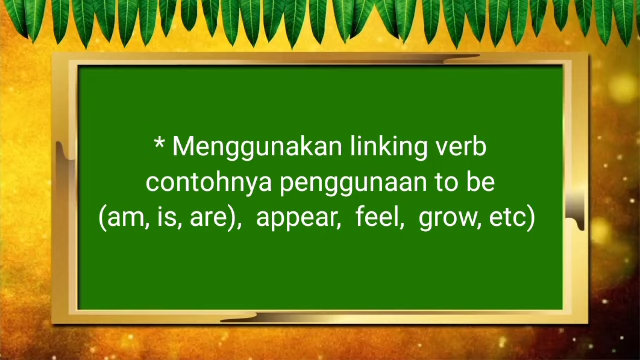 * Menggunakan linking verb
contohnya penggunaan to be
(am, is, are), appear, feel, grow, etc)